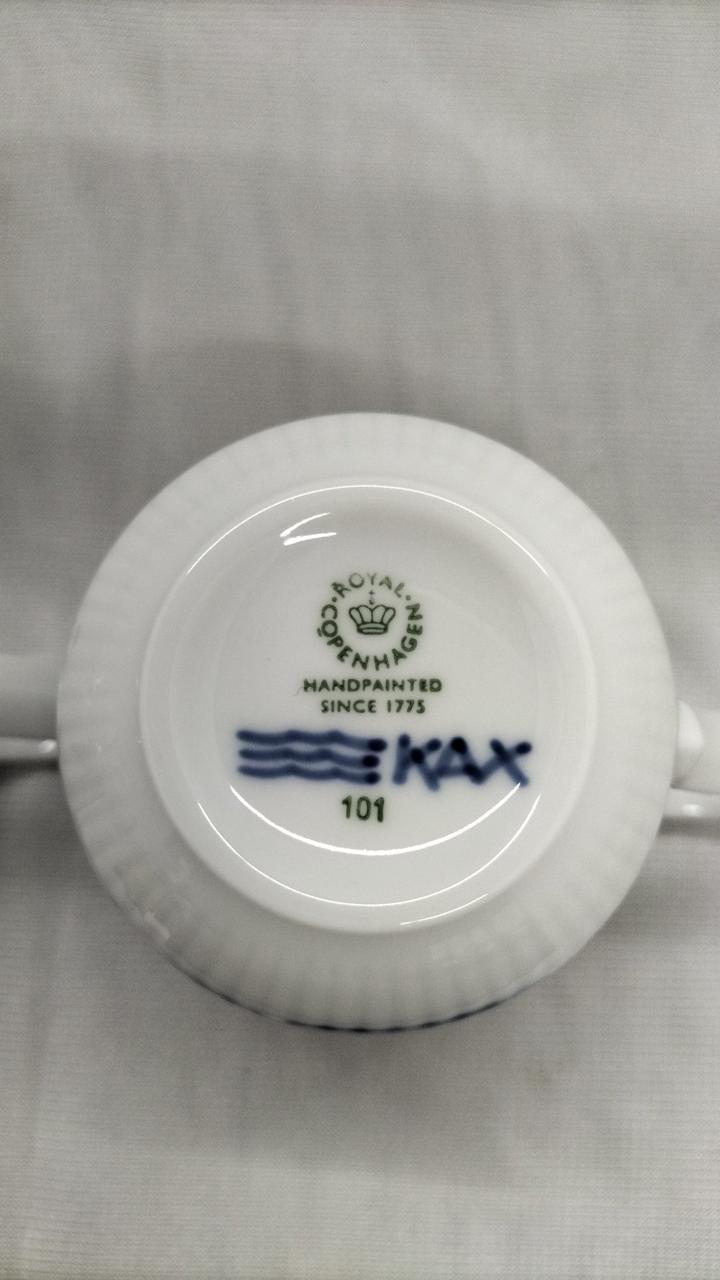 ROYAL
COPENHAGEN
HANDPAINTED
SINCE 1775
KAX
101